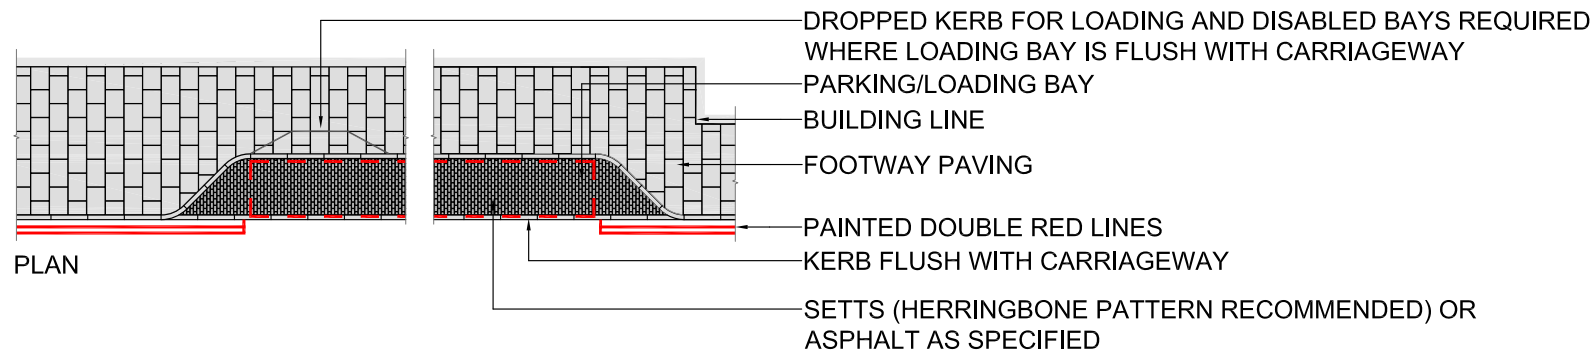 DROPPED KERB FOR LOADING AND DISABLED BAYS REQUIRED
WHERE LOADING BAY IS FLUSH WITH CARRIAGEWAY
PARKING/LOADING BAY
BUILDING LINE
FOOTWAY PAVING
PAINTED DOUBLE RED LINES
KERB FLUSH WITH CARRIAGEWAY
PLAN
SETTS (HERRINGBONE PATTERN RECOMMENDED) OR
ASPHALT AS SPECIFIED